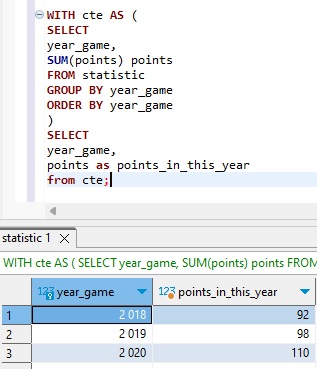 WITH cte AS (
SELECT
year_game,
SUM(points) points
FROM statistic
GROUP BY year_game
ORDER BY year_game
)
SELECT
year_game,
points as points_in_this_year
from cte;
statistic 1
WITH cte AS ( SELECT year_game, SUM(points) points FROM
123 year_game 123 points_in_this_year
1 2 018 92
2 2 019 98
3 2 020 110